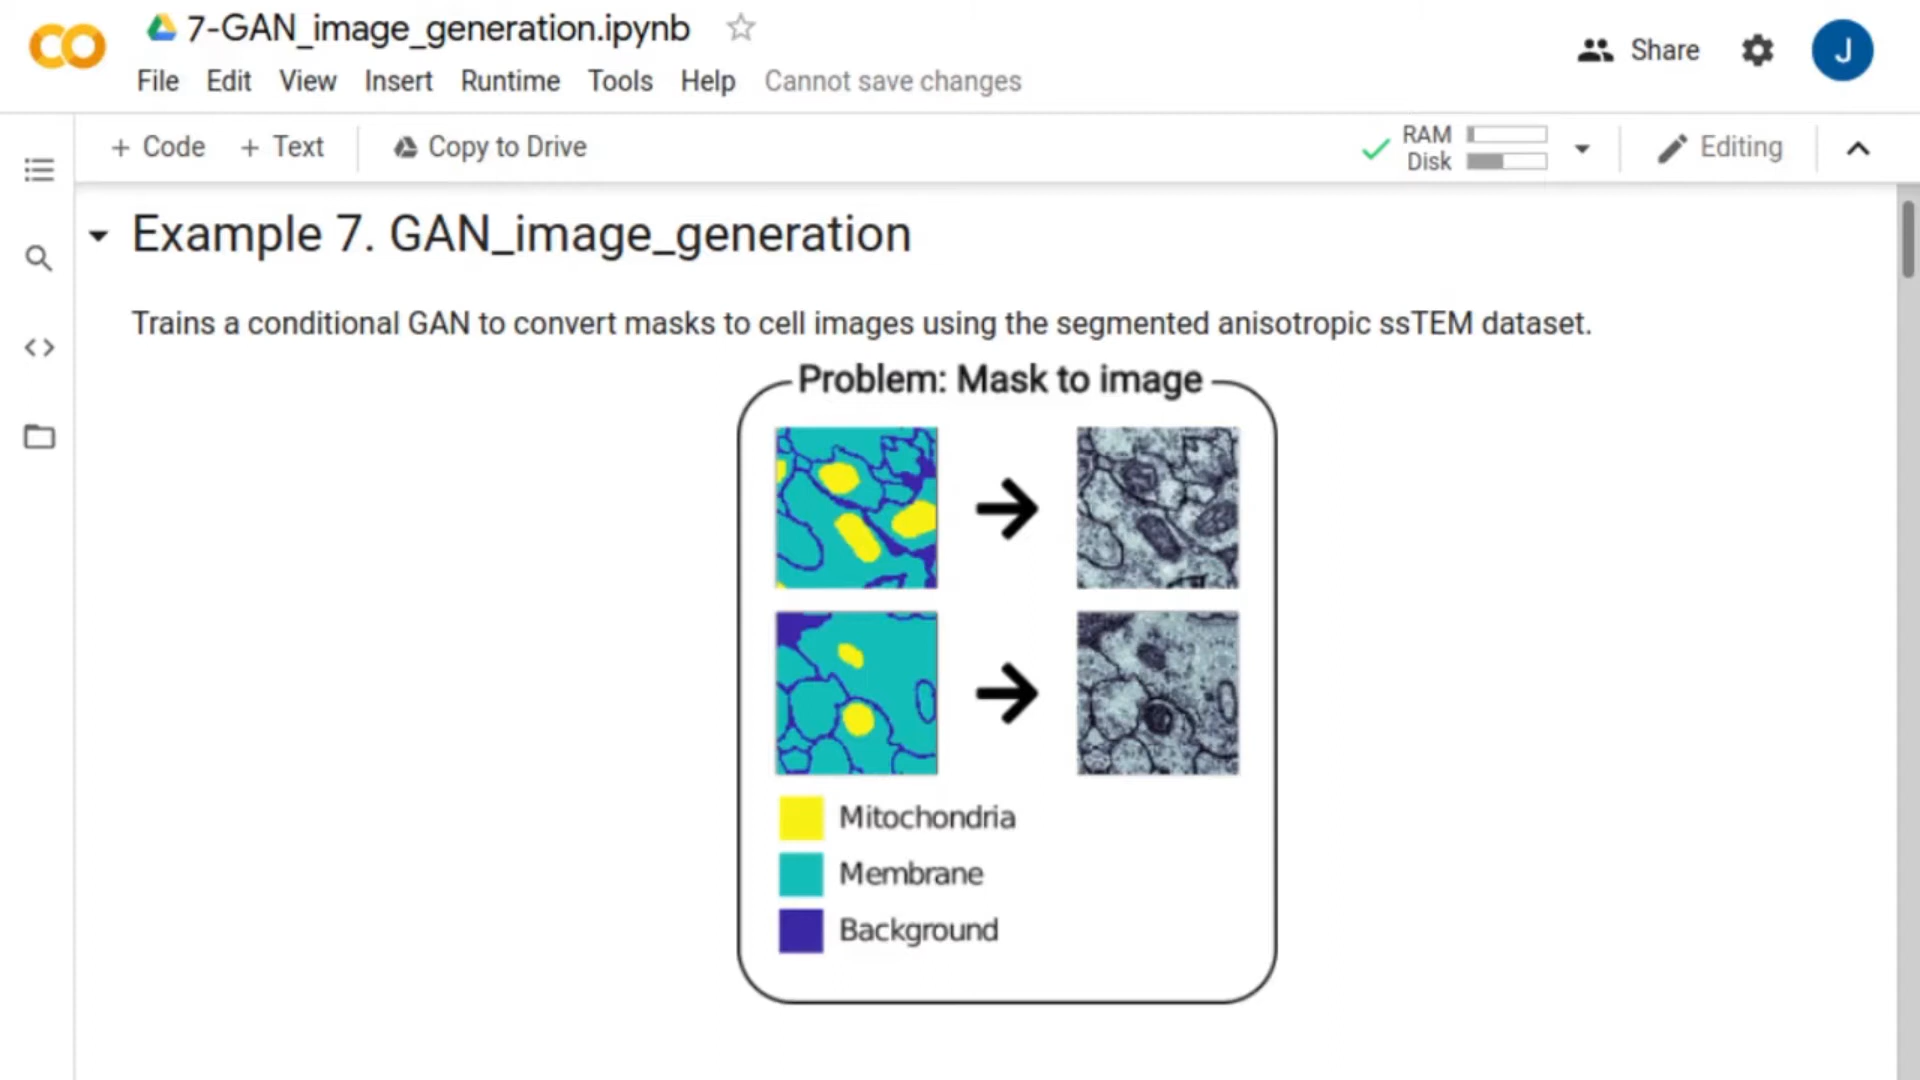 7-GAN_image_generation.ipynb
File Edit View Insert Runtime Tools Help Cannot save changes
Share
J
+ Code + Text Copy to Drive
RAM
Disk
Editing
Example 7. GAN_image_generation
Trains a conditional GAN to convert masks to cell images using the segmented anisotropic ssTEM dataset.
Problem: Mask to image
Mitochondria
Membrane
Background